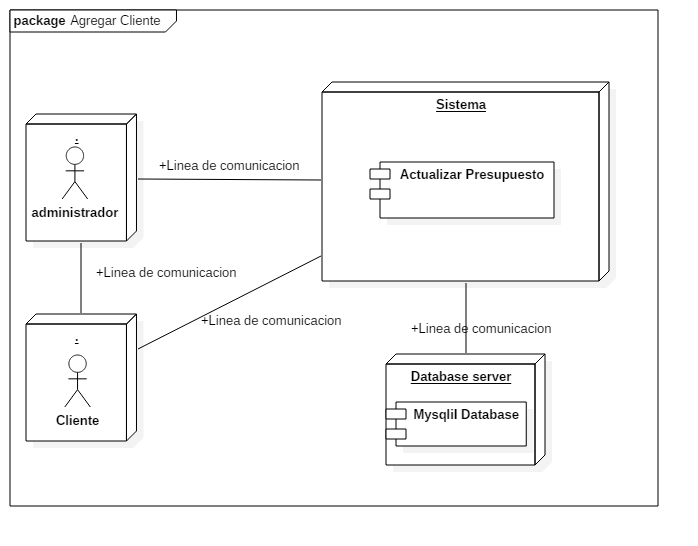 package Agregar Cliente
Sistema
:
+Linea de comunicacion
Actualizar Presupuesto
administrador
+Linea de comunicacion
+Linea de comunicacion
+Linea de comunicacion
:
Database server
Cliente
Mysqlil Database